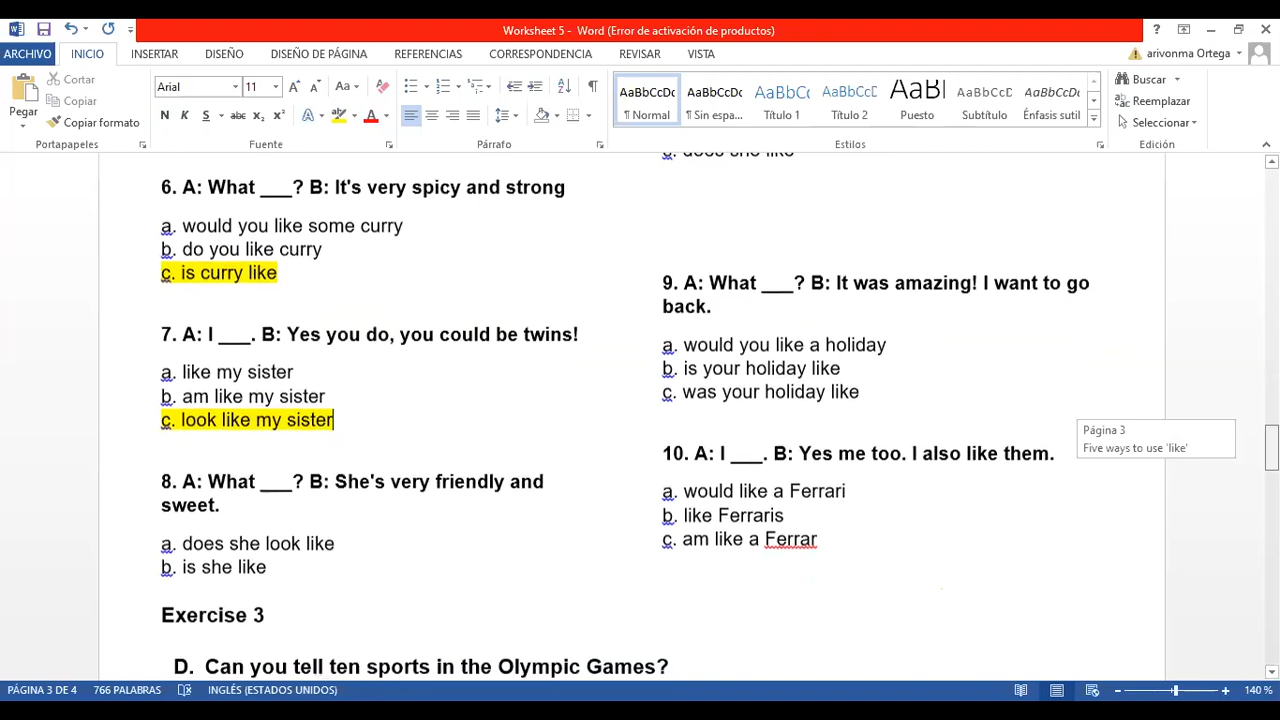 Worksheet 5 - Word (Error de activación de productos)
ARCHIVO INICIO INSERTAR DISEÑO DISEÑO DE PÁGINA REFERENCIAS CORRESPONDENCIA REVISAR VISTA arivonma Ortega
Pegar
Cortar
Copiar
Copiar formato
Portapapeles
Arial 11
Fuente
Párrafo
AaBbCcDc AaBbCcDc AaBbCc AaBbCcD AaBbl AaBbCcD AaBbCcDc
¶ Normal ¶ Sin espa... Título 1 Título 2 Puesto Subtítulo Énfasis sutil
Estilos
Buscar
Reemplazar
Seleccionar
Edición
6. A: What ___? B: It's very spicy and strong
a. would you like some curry
b. do you like curry
c. is curry like
7. A: I ___. B: Yes you do, you could be twins!
a. like my sister
b. am like my sister
c. look like my sister
8. A: What ___? B: She's very friendly and
sweet.
a. does she look like
b. is she like
c. does she like
9. A: What ___? B: It was amazing! I want to go
back.
a. would you like a holiday
b. is your holiday like
c. was your holiday like
10. A: I ___. B: Yes me too. I also like them.
a. would like a Ferrari
b. like Ferraris
c. am like a Ferrar
Página 3
Five ways to use 'like'
Exercise 3
D. Can you tell ten sports in the Olympic Games?
PÁGINA 3 DE 4 766 PALABRAS INGLÉS (ESTADOS UNIDOS) 140 %